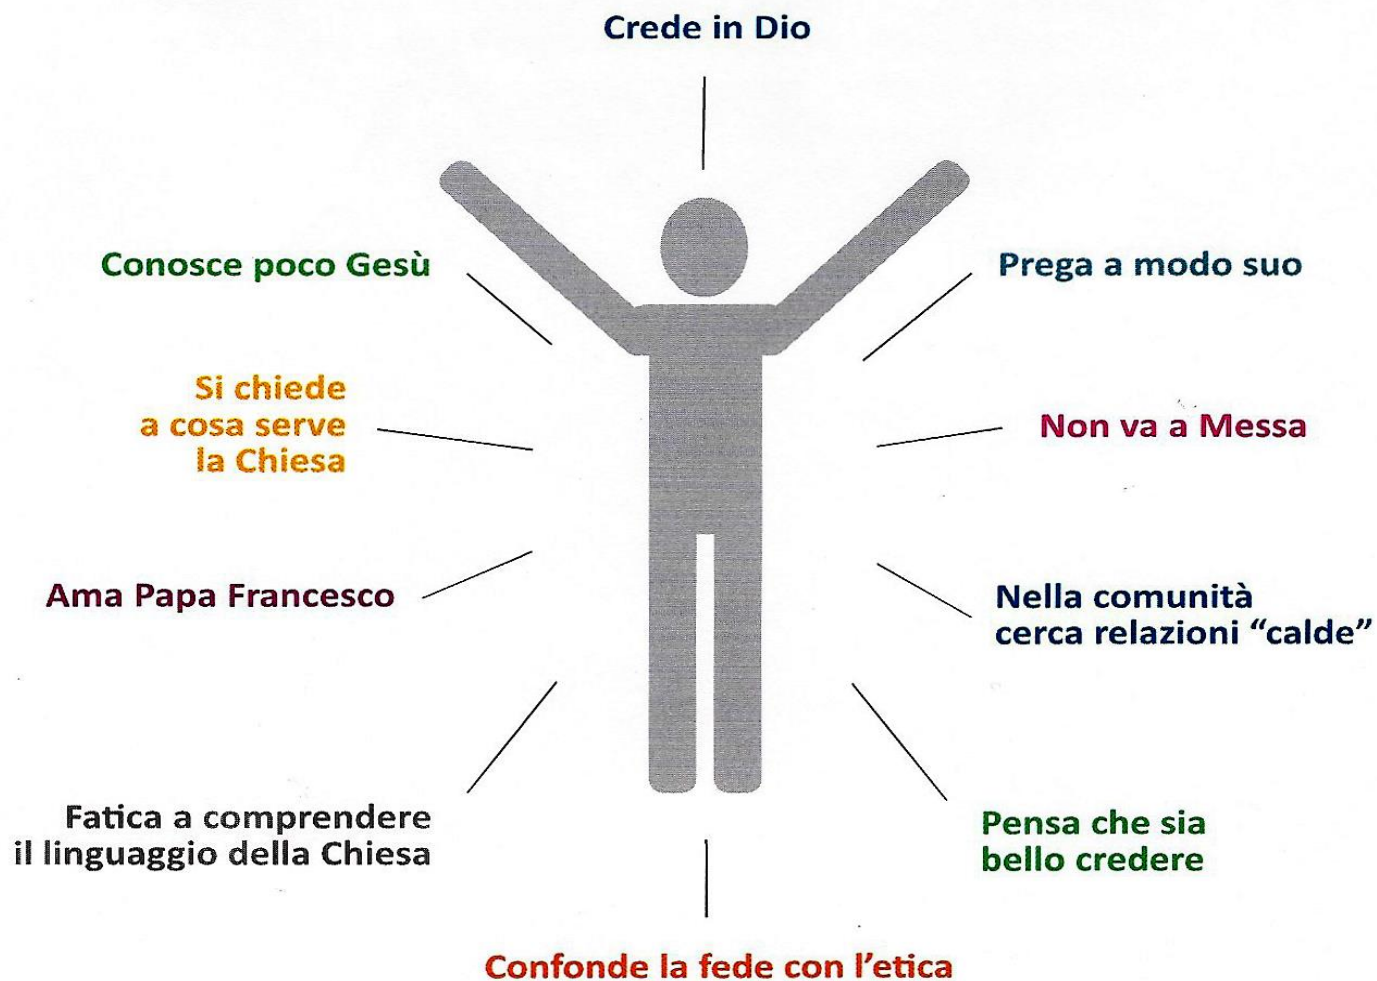 Crede in Dio
Conosce poco Gesù
Prega a modo suo
Si chiede
a cosa serve
la Chiesa
Non va a Messa
Ama Papa Francesco
Nella comunità
cerca relazioni “calde”
Fatica a comprendere
il linguaggio della Chiesa
Pensa che sia
bello credere
Confonde la fede con l’etica